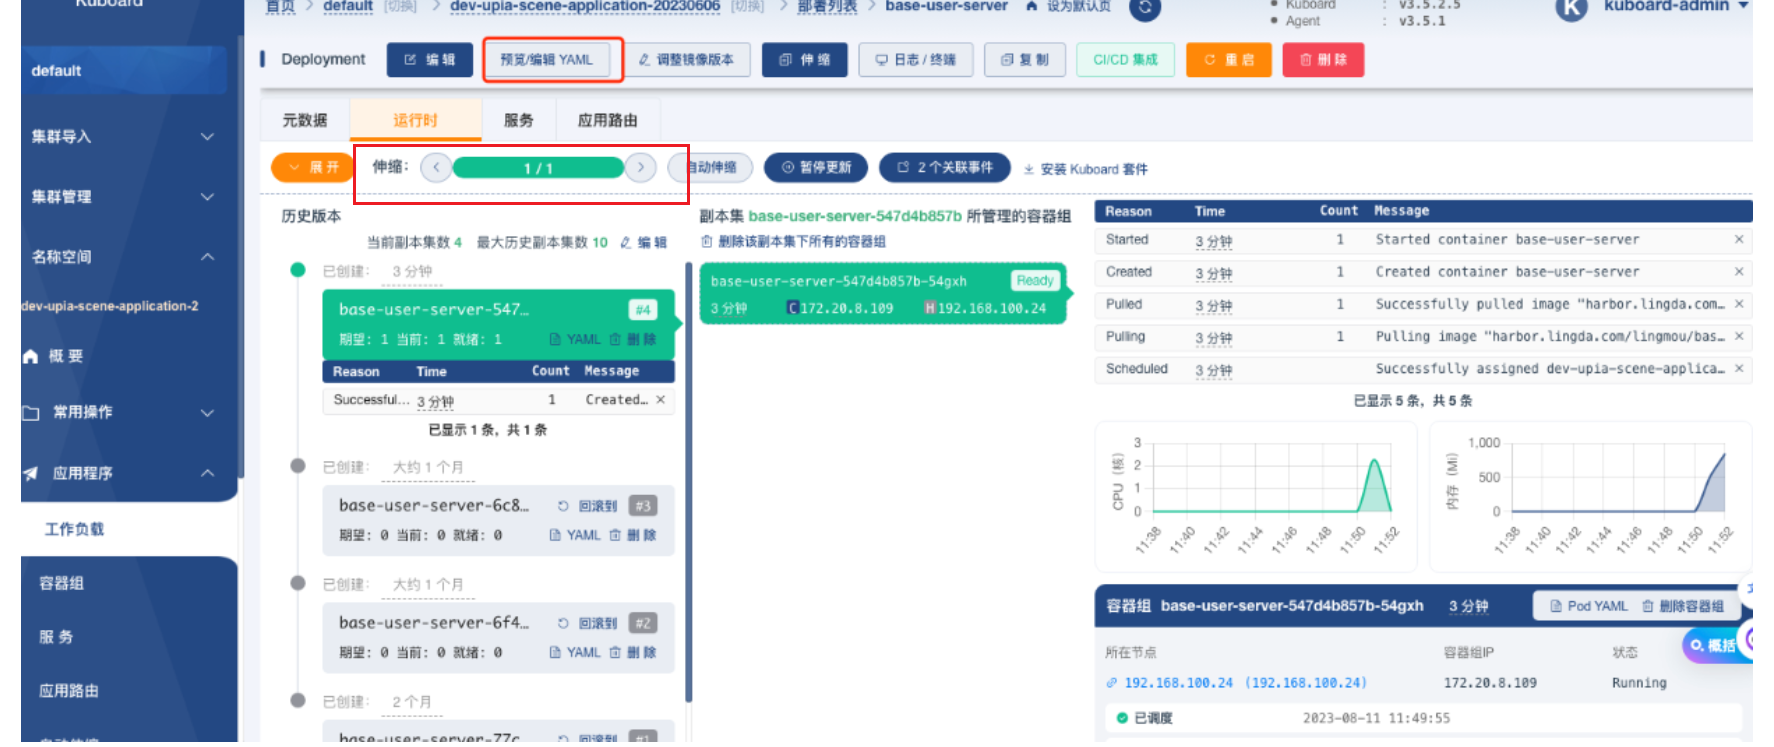 Kuboard
首页 > default [切换] > dev-upia-scene-application-20230606 [切换] > 部署列表 > base-user-server 设为默认页
Kuboard : v3.5.2.5
Agent : v3.5.1
K kuboard-admin
default
集群导入
集群管理
名称空间
dev-upia-scene-application-2
概 要
常用操作
应用程序
工作负载
容器组
服 务
应用路由
Deployment 编 辑 预览/编辑 YAML 调整镜像版本 伸 缩 日志 / 终端 复 制 CI/CD 集成 重 启 删 除
元数据 运行时 服务 应用路由
展 开 伸缩: < 1 / 1 > 自动伸缩 暂停更新 2 个关联事件 安装 Kuboard 套件
历史版本
当前副本集数 4 最大历史副本集数 10 编 辑
已创建: 3 分钟
base-user-server-547… #4
期望: 1 当前: 1 就绪: 1 YAML 删 除
Reason Time Count Message
Successful… 3 分钟 1 Created…
已显示 1 条, 共 1 条
已创建: 大约 1 个月
base-user-server-6c8… 回滚到 #3
期望: 0 当前: 0 就绪: 0 YAML 删 除
已创建: 大约 1 个月
base-user-server-6f4… 回滚到 #2
期望: 0 当前: 0 就绪: 0 YAML 删 除
已创建: 2 个月
base-user-server-77c 回滚到 #1
副本集 base-user-server-547d4b857b 所管理的容器组
删除该副本集下所有的容器组
base-user-server-547d4b857b-54gxh Ready
3 分钟 C 172.20.8.109 H 192.168.100.24
Reason Time Count Message
Started 3 分钟 1 Started container base-user-server
Created 3 分钟 1 Created container base-user-server
Pulled 3 分钟 1 Successfully pulled image "harbor.lingda.com…
Pulling 3 分钟 1 Pulling image "harbor.lingda.com/lingmou/bas…
Scheduled 3 分钟 Successfully assigned dev-upia-scene-applica…
已显示 5 条, 共 5 条
CPU (核)
3
2
1
0
11:38 11:40 11:42 11:44 11:46 11:48 11:50 11:52
内存 (Mi)
1,000
500
0
11:38 11:40 11:42 11:44 11:46 11:48 11:50 11:52
容器组 base-user-server-547d4b857b-54gxh 3 分钟 Pod YAML 删除容器组
概括
所在节点 容器组IP 状态
192.168.100.24 (192.168.100.24) 172.20.8.109 Running
已调度 2023-08-11 11:49:55